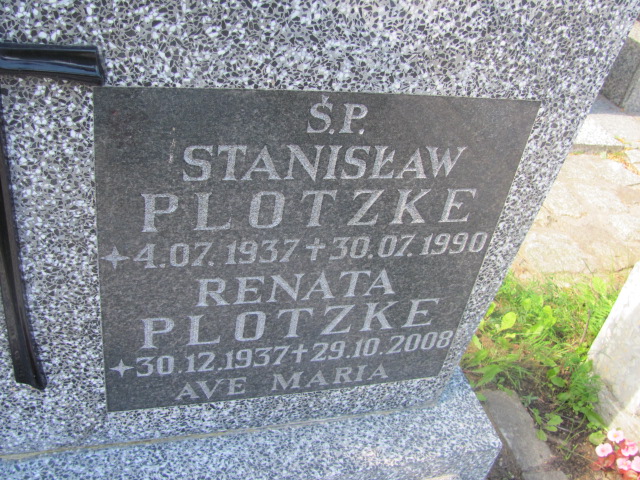 Ś.P.
STANISŁAW
PLOTZKE
4.07.1937 † 30.07.1990
RENATA
PLOTZKE
30.12.1937 † 29.10.2008
AVE MARIA